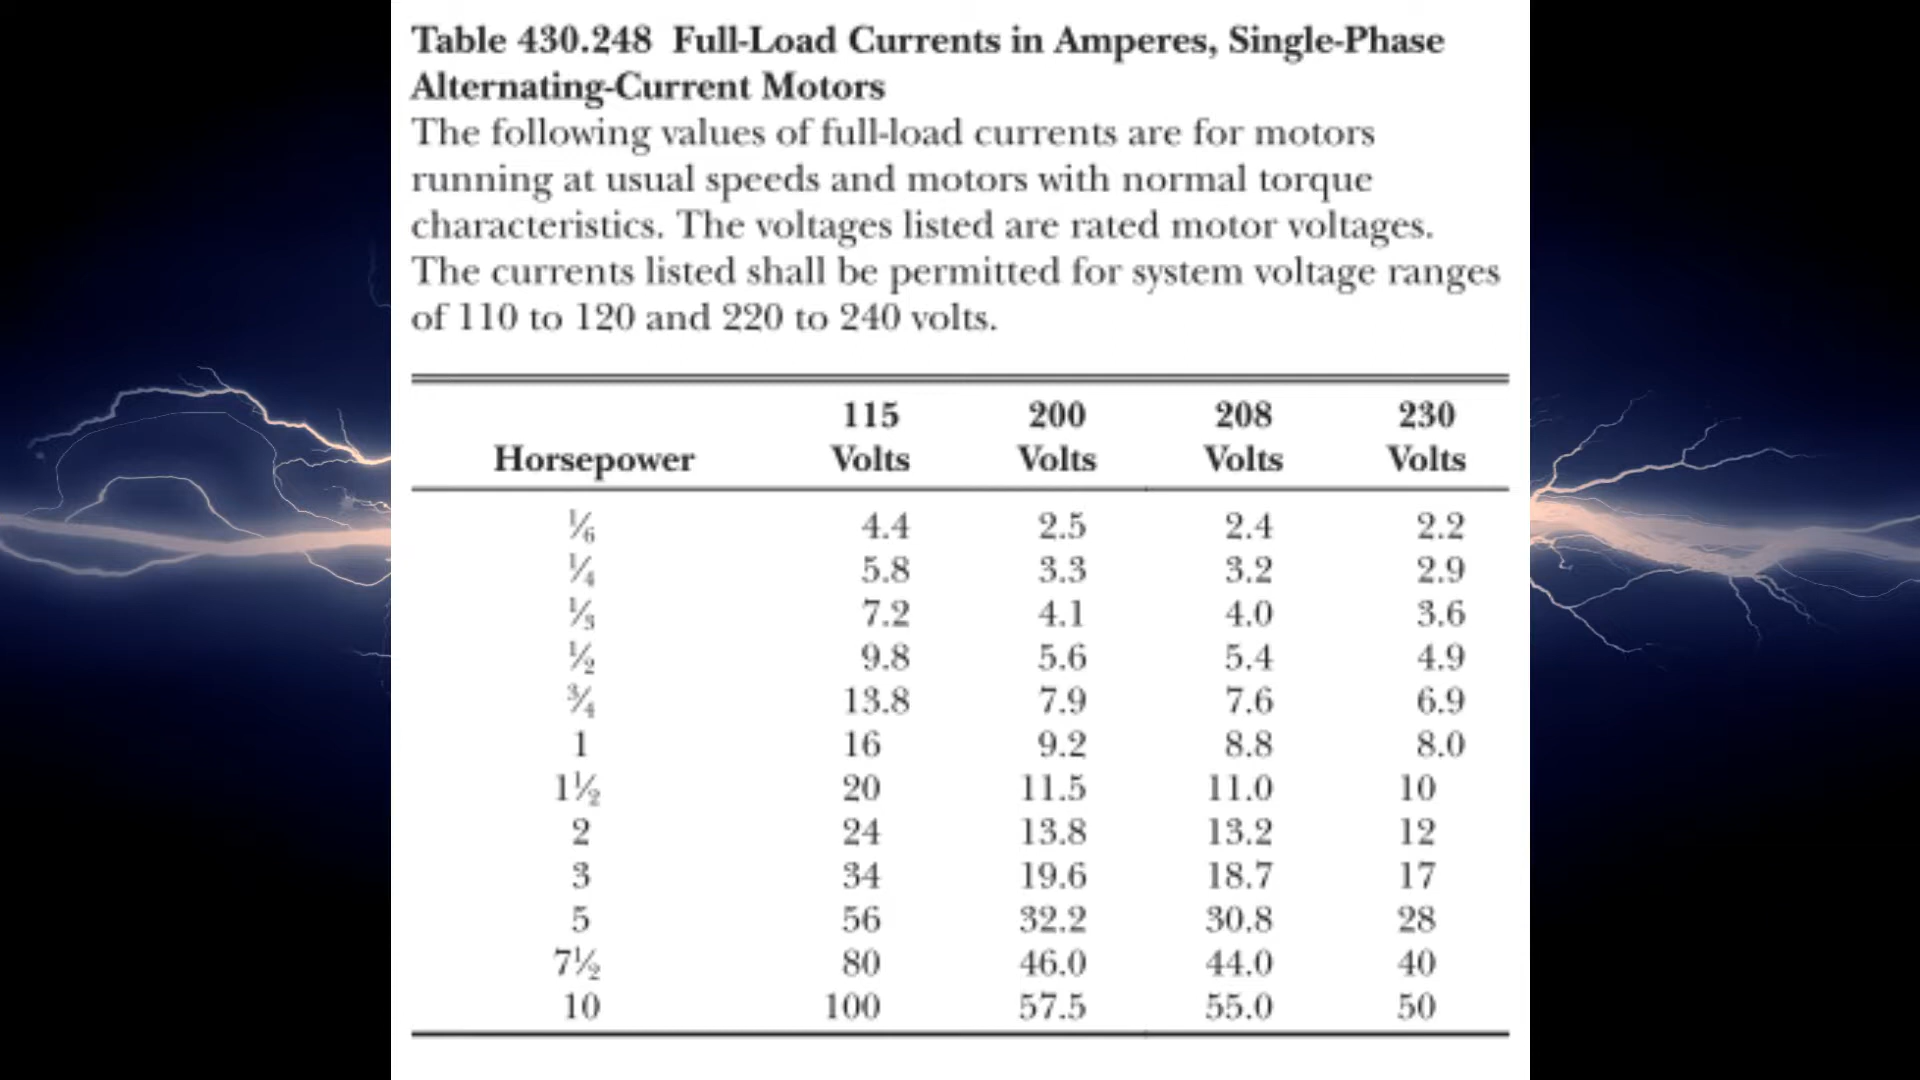 Table 430.248 Full-Load Currents in Amperes, Single-Phase
Alternating-Current Motors
The following values of full-load currents are for motors
running at usual speeds and motors with normal torque
characteristics. The voltages listed are rated motor voltages.
The currents listed shall be permitted for system voltage ranges
of 110 to 120 and 220 to 240 volts.
115 200 208 230
Horsepower Volts Volts Volts Volts
⅙ 4.4 2.5 2.4 2.2
¼ 5.8 3.3 3.2 2.9
⅓ 7.2 4.1 4.0 3.6
½ 9.8 5.6 5.4 4.9
¾ 13.8 7.9 7.6 6.9
1 16 9.2 8.8 8.0
1½ 20 11.5 11.0 10
2 24 13.8 13.2 12
3 34 19.6 18.7 17
5 56 32.2 30.8 28
7½ 80 46.0 44.0 40
10 100 57.5 55.0 50